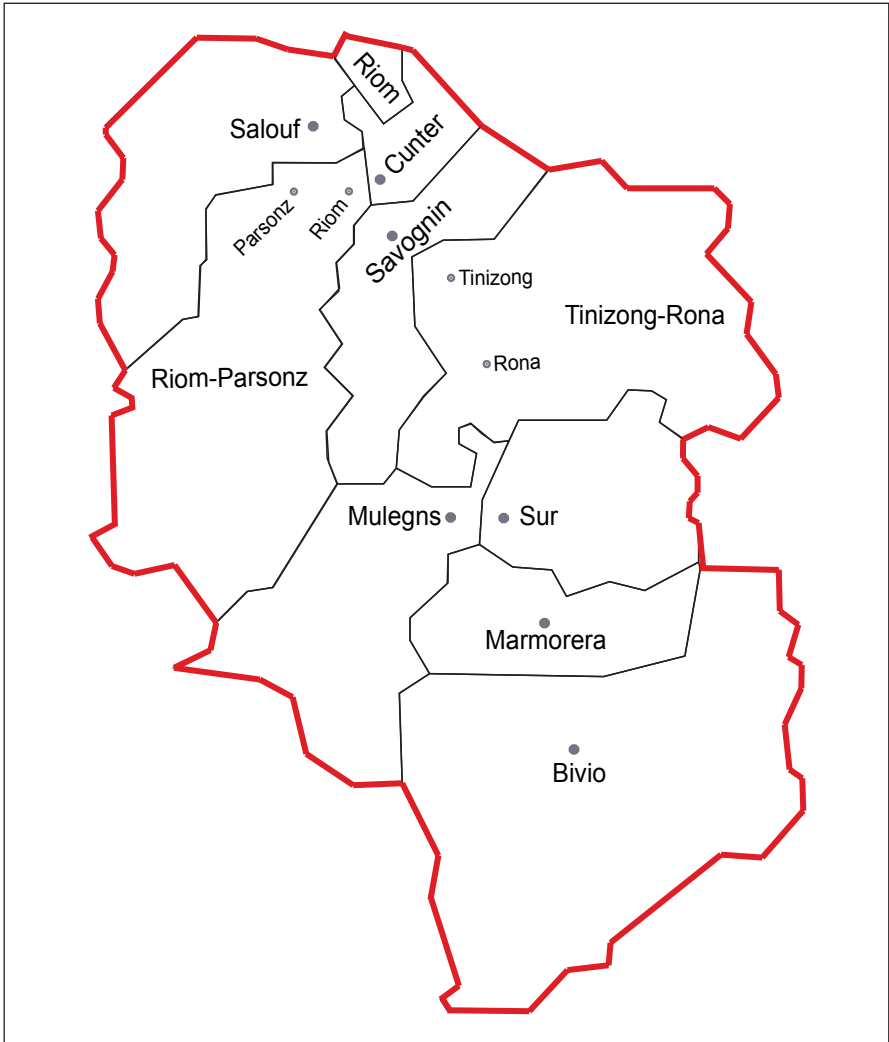 Riom
Salouf
Cunter
Parsonz
Riom
Savognin
Tinizong
Tinizong-Rona
Rona
Riom-Parsonz
Mulegns
Sur
Marmorera
Bivio